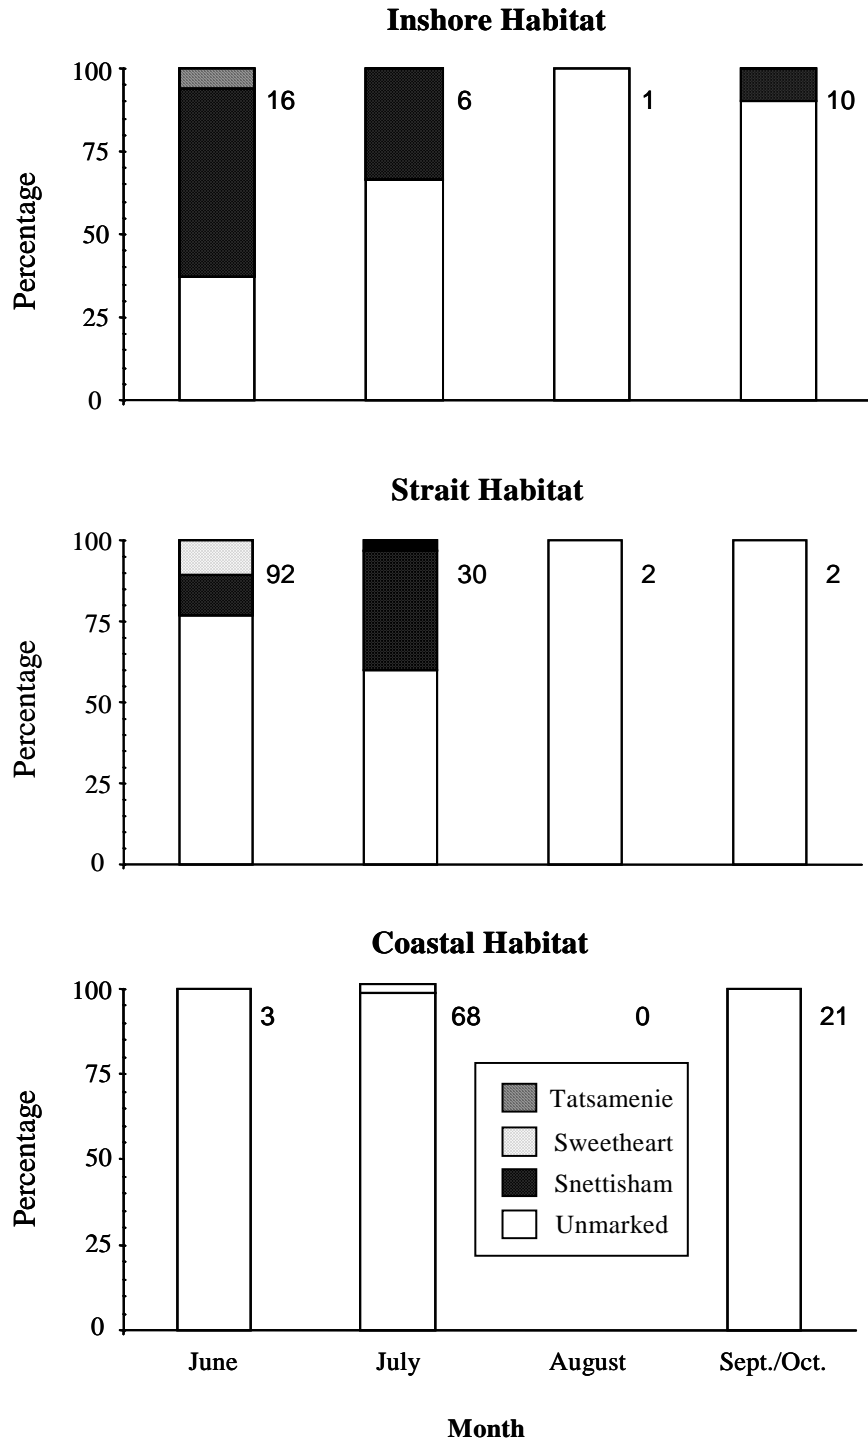 Inshore Habitat
100
16
6
1
10
75
50
25
0
Percentage
Strait Habitat
100
92
30
2
2
75
50
25
0
Percentage
Coastal Habitat
100
3
68
0
21
75
50
25
0
Percentage
Tatsamenie
Sweetheart
Snettisham
Unmarked
June July August Sept./Oct.
Month